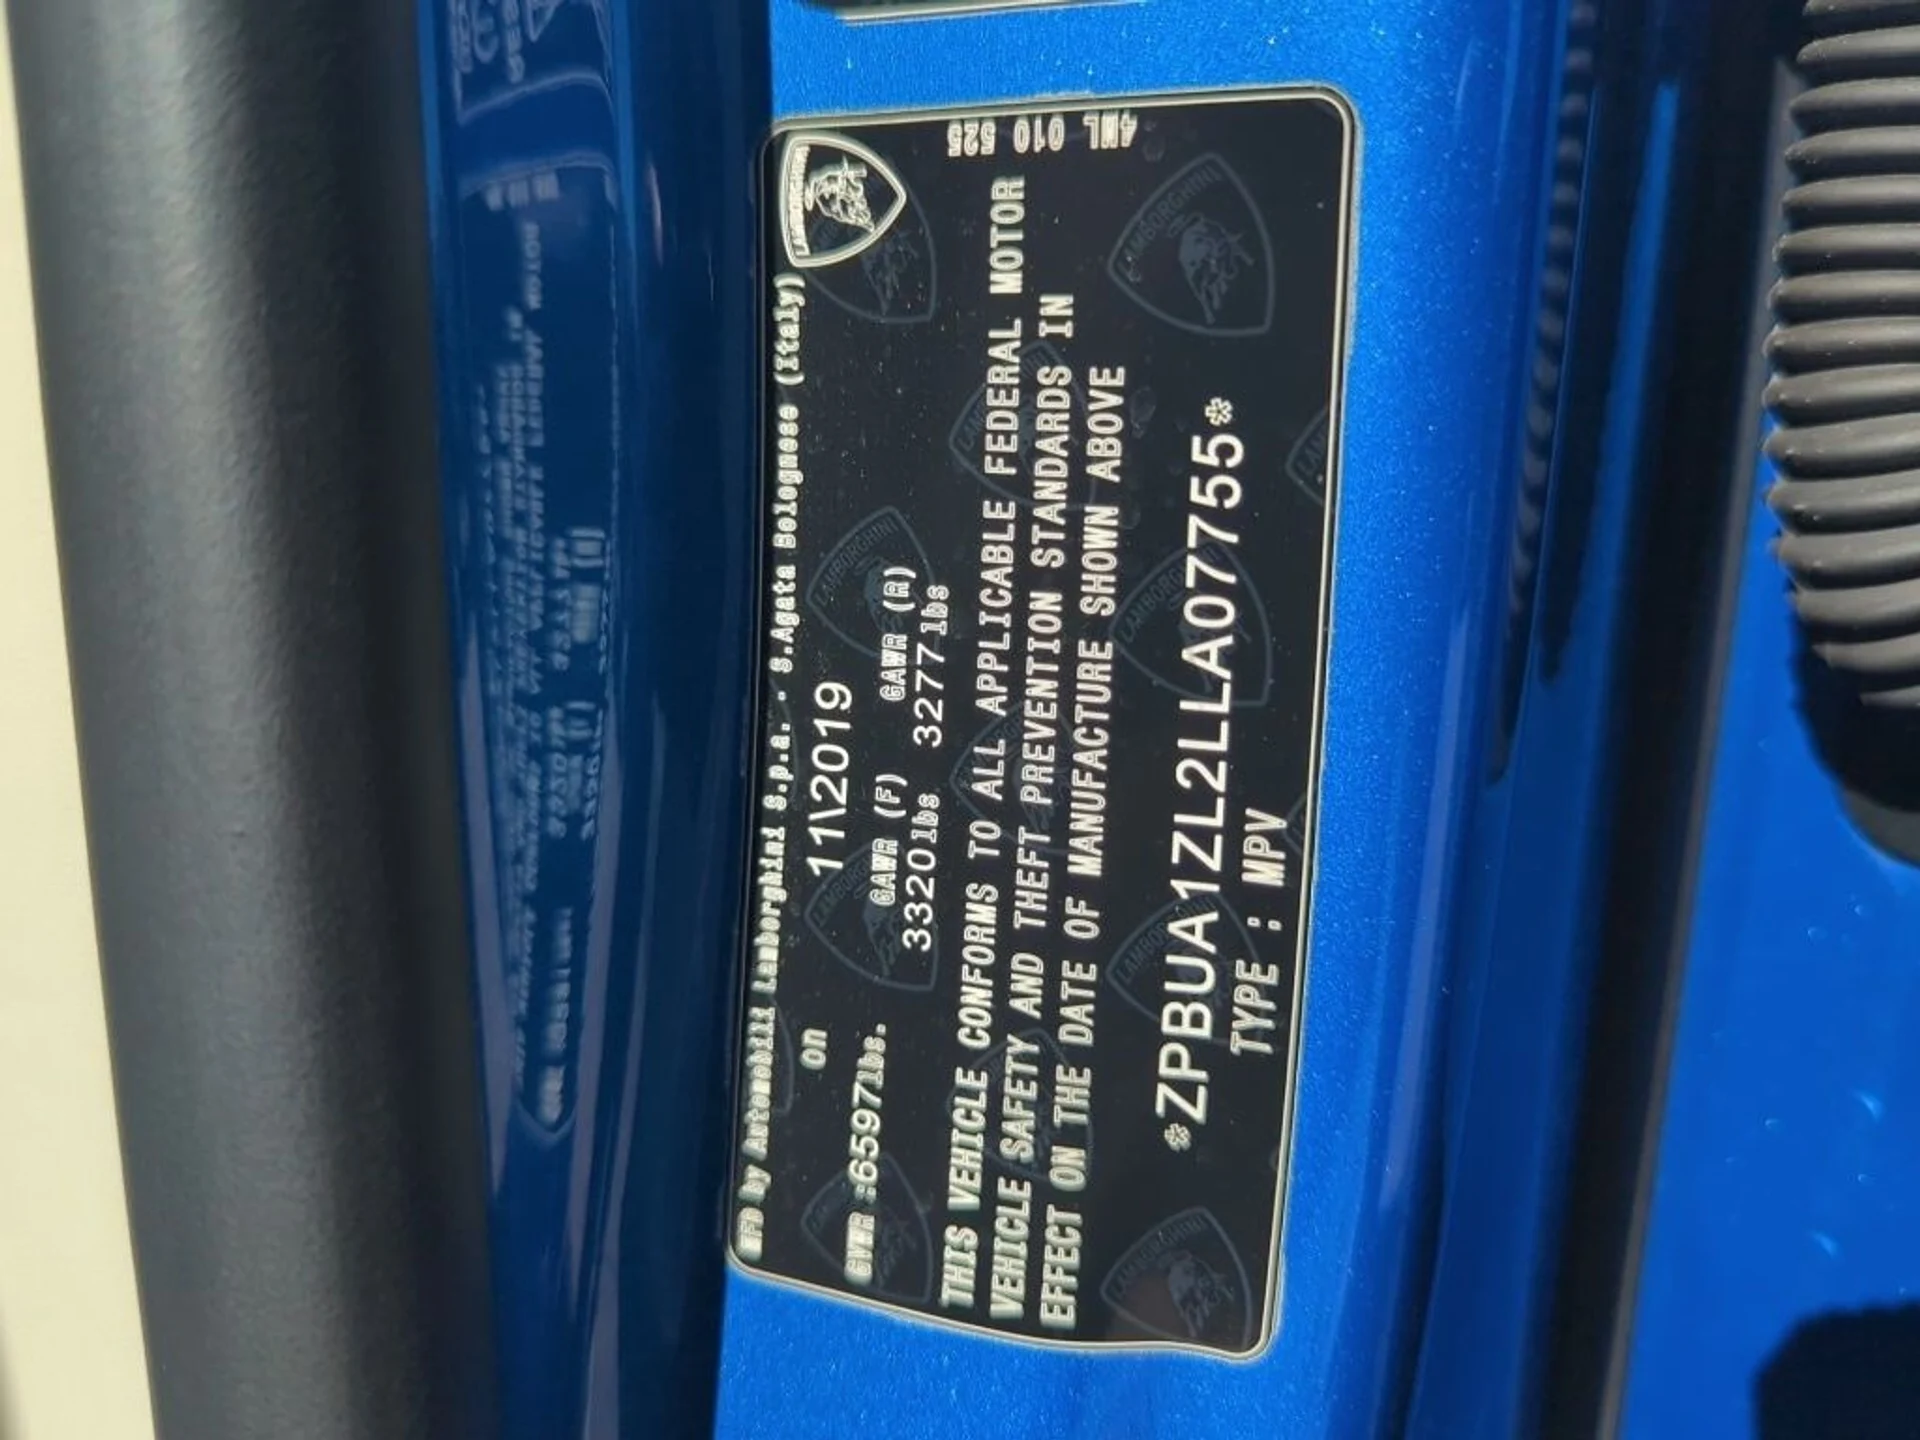 MFD by Automobili Lamborghini S.p.a. - S.Agata Bolognese (Italy)
LAMBORGHINI
on 11\2019
GVWR :6597lbs. GAWR (F) GAWR (R)
3320lbs 3277lbs
THIS VEHICLE CONFORMS TO ALL APPLICABLE FEDERAL MOTOR
VEHICLE SAFETY AND THEFT PREVENTION STANDARDS IN
EFFECT ON THE DATE OF MANUFACTURE SHOWN ABOVE
*ZPBUA1ZL2LLA07755*
TYPE : MPV
4ML 010 525